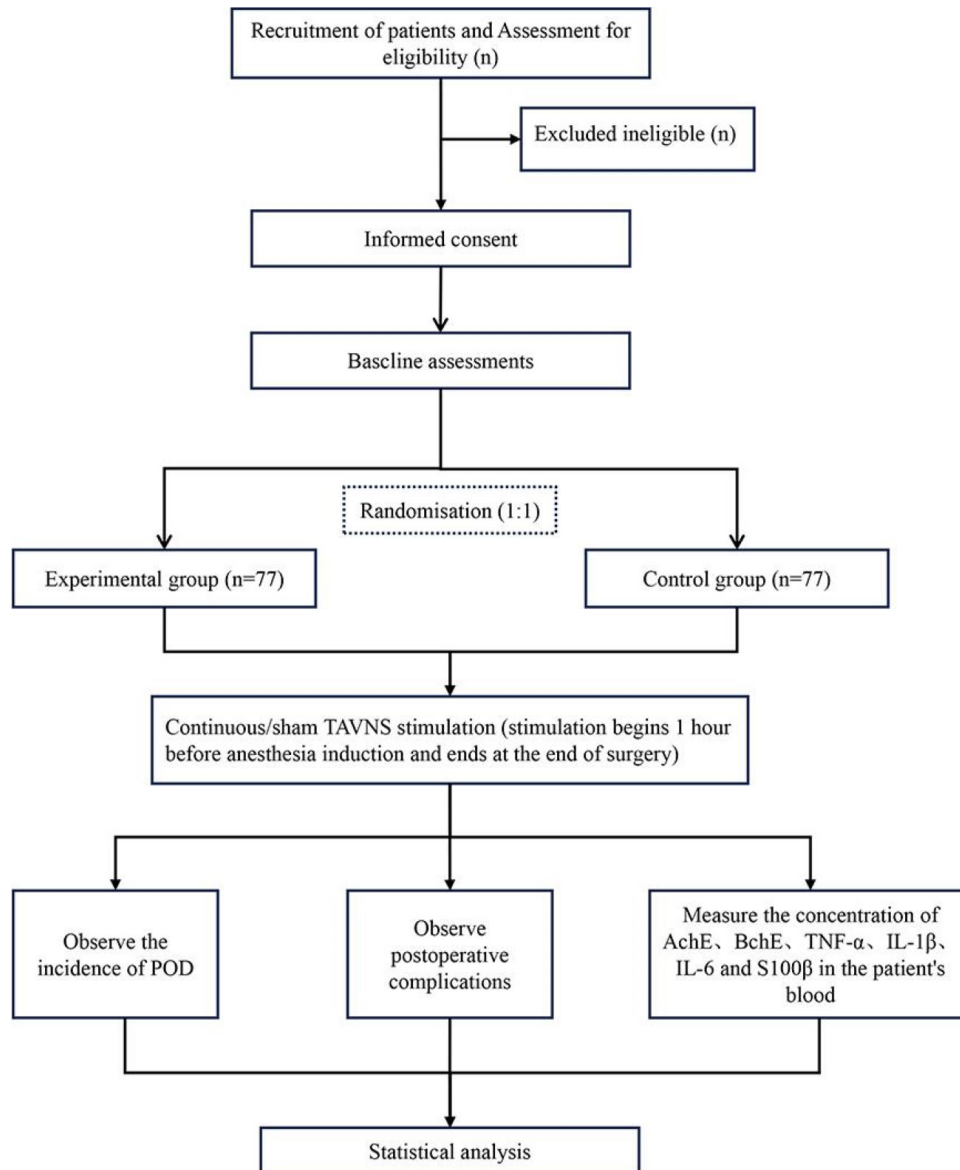 Recruitment of patients and Assessment for
eligibility (n)
Excluded ineligible (n)
Informed consent
Bascline assessments
Randomisation (1:1)
Experimental group (n=77)
Control group (n=77)
Continuous/sham TAVNS stimulation (stimulation begins 1 hour
before anesthesia induction and ends at the end of surgery)
Observe the
incidence of POD
Observe
postoperative
complications
Measure the concentration of
AchE、BchE、TNF-α、IL-1β、
IL-6 and S100β in the patient's
blood
Statistical analysis